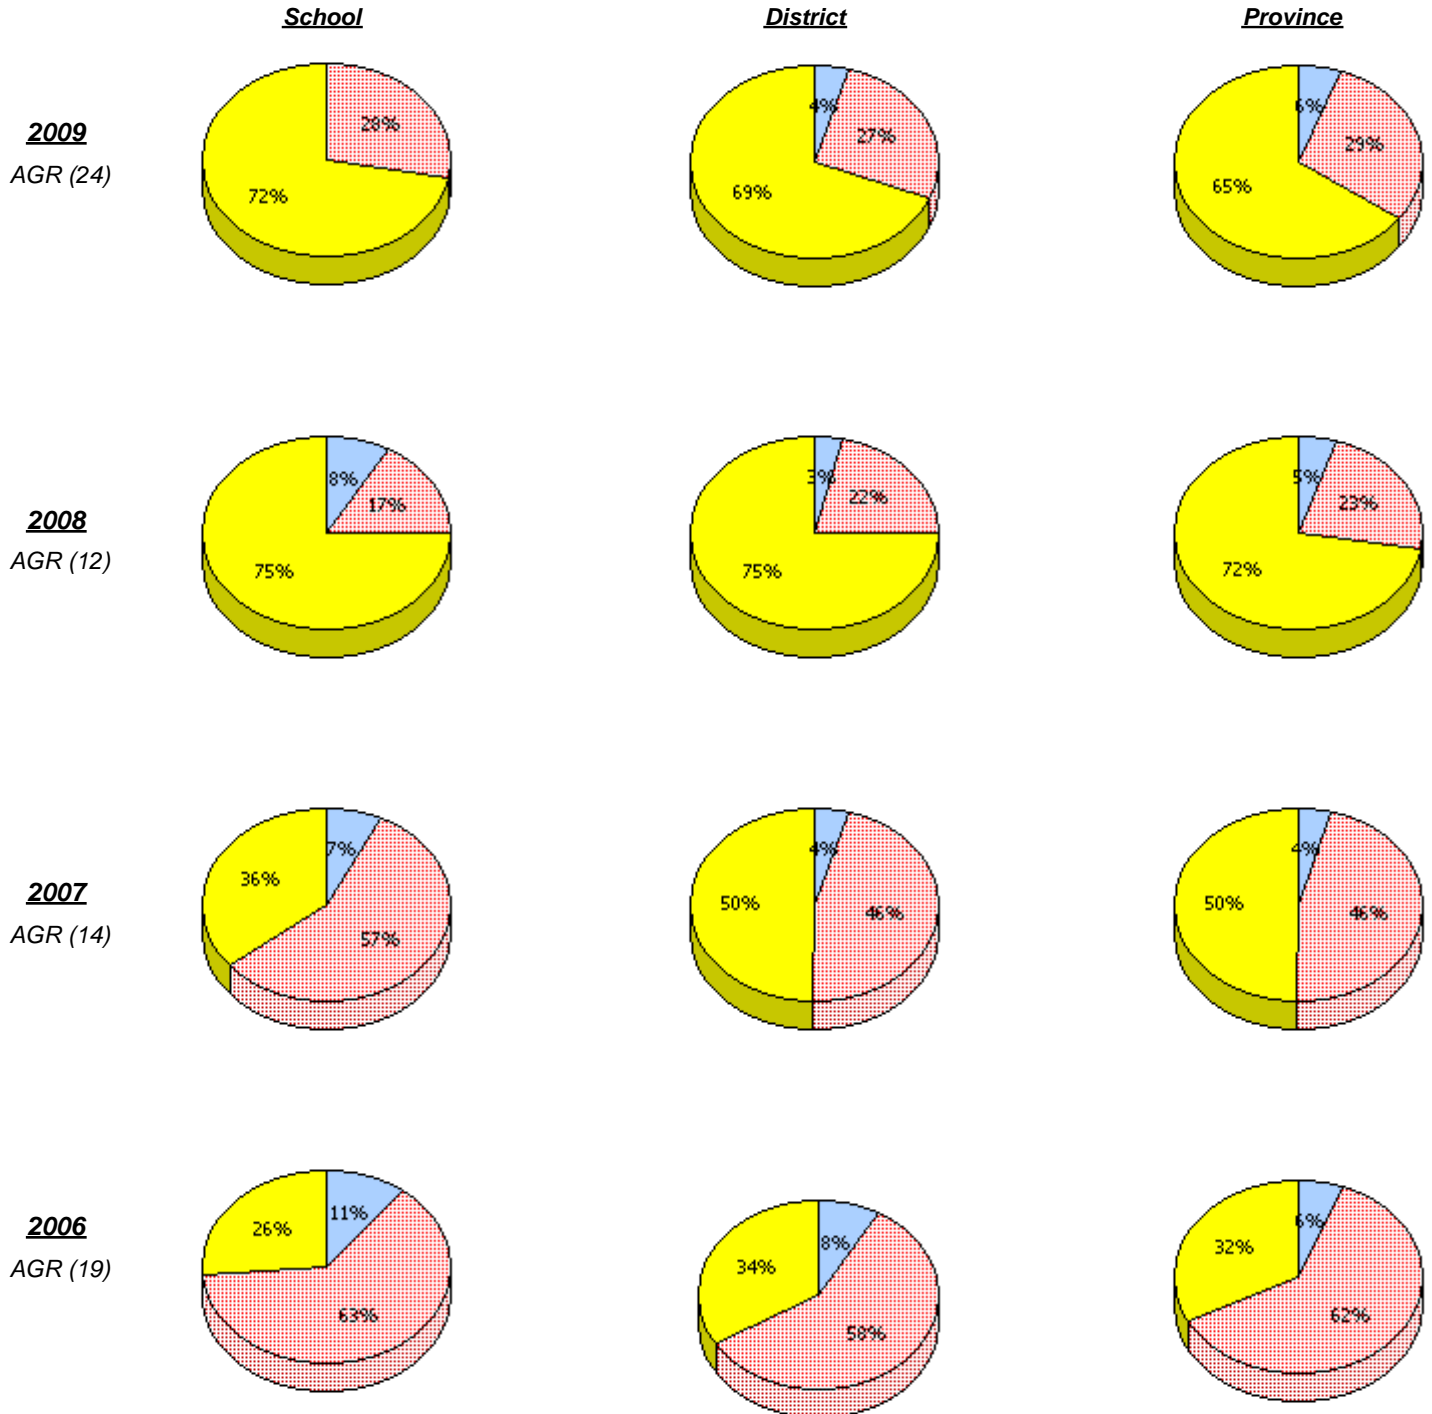 School District Province
2009
AGR (24)
28% 72%
4% 27% 69%
6% 29% 65%
2008
AGR (12)
8% 17% 75%
3% 22% 75%
5% 23% 72%
2007
AGR (14)
7% 36% 57%
4% 50% 46%
4% 50% 46%
2006
AGR (19)
11% 26% 63%
8% 34% 58%
6% 32% 62%